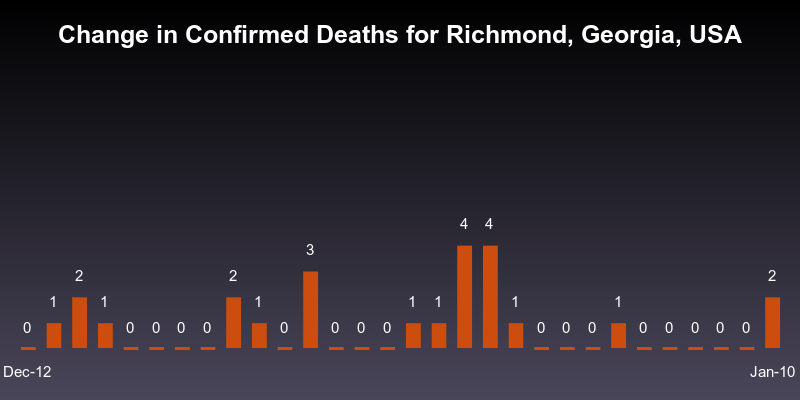 Change in Confirmed Deaths for Richmond, Georgia, USA
0 1 2 1 0 0 0 0 2 1 0 3 0 0 0 1 1 4 4 1 0 0 0 1 0 0 0 0 0 2
Dec-12 Jan-10